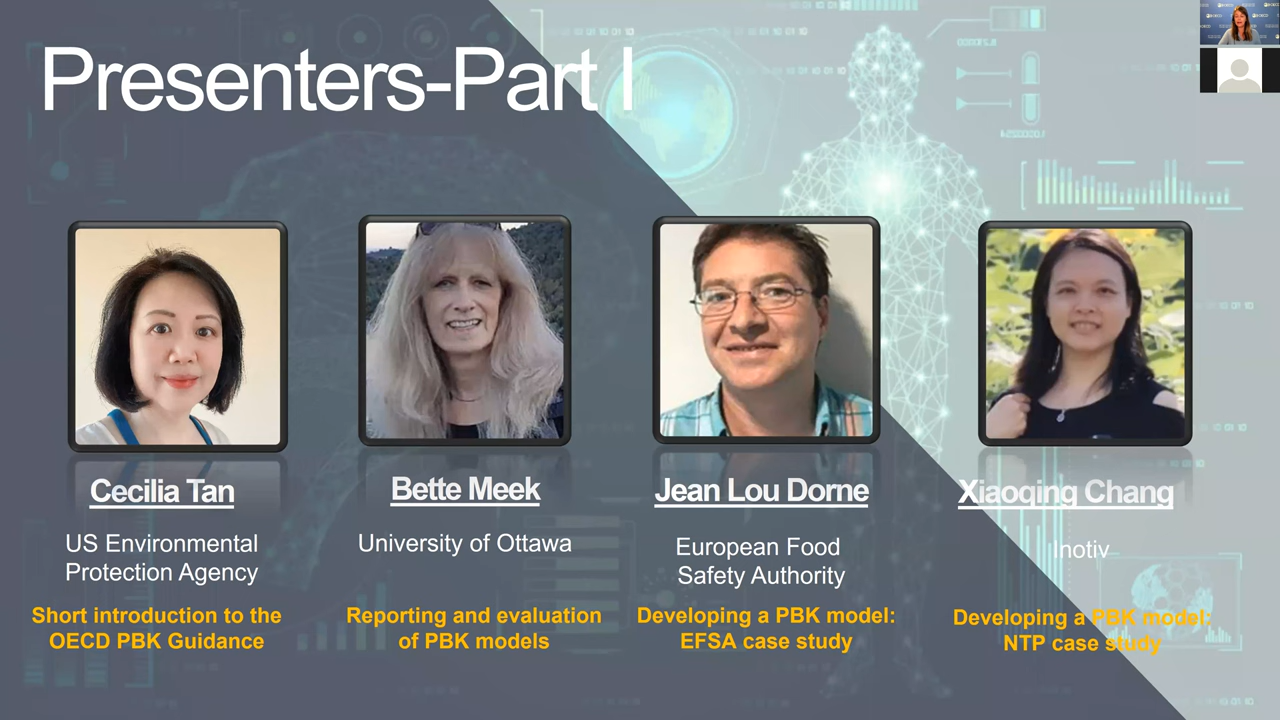 Presenters-Part I
Cecilia Tan
US Environmental
Protection Agency
Short introduction to the
OECD PBK Guidance
Bette Meek
University of Ottawa
Reporting and evaluation
of PBK models
Jean Lou Dorne
European Food
Safety Authority
Developing a PBK model:
EFSA case study
Xiaoqing Chang
Inotiv
Developing a PBK model:
NTP case study